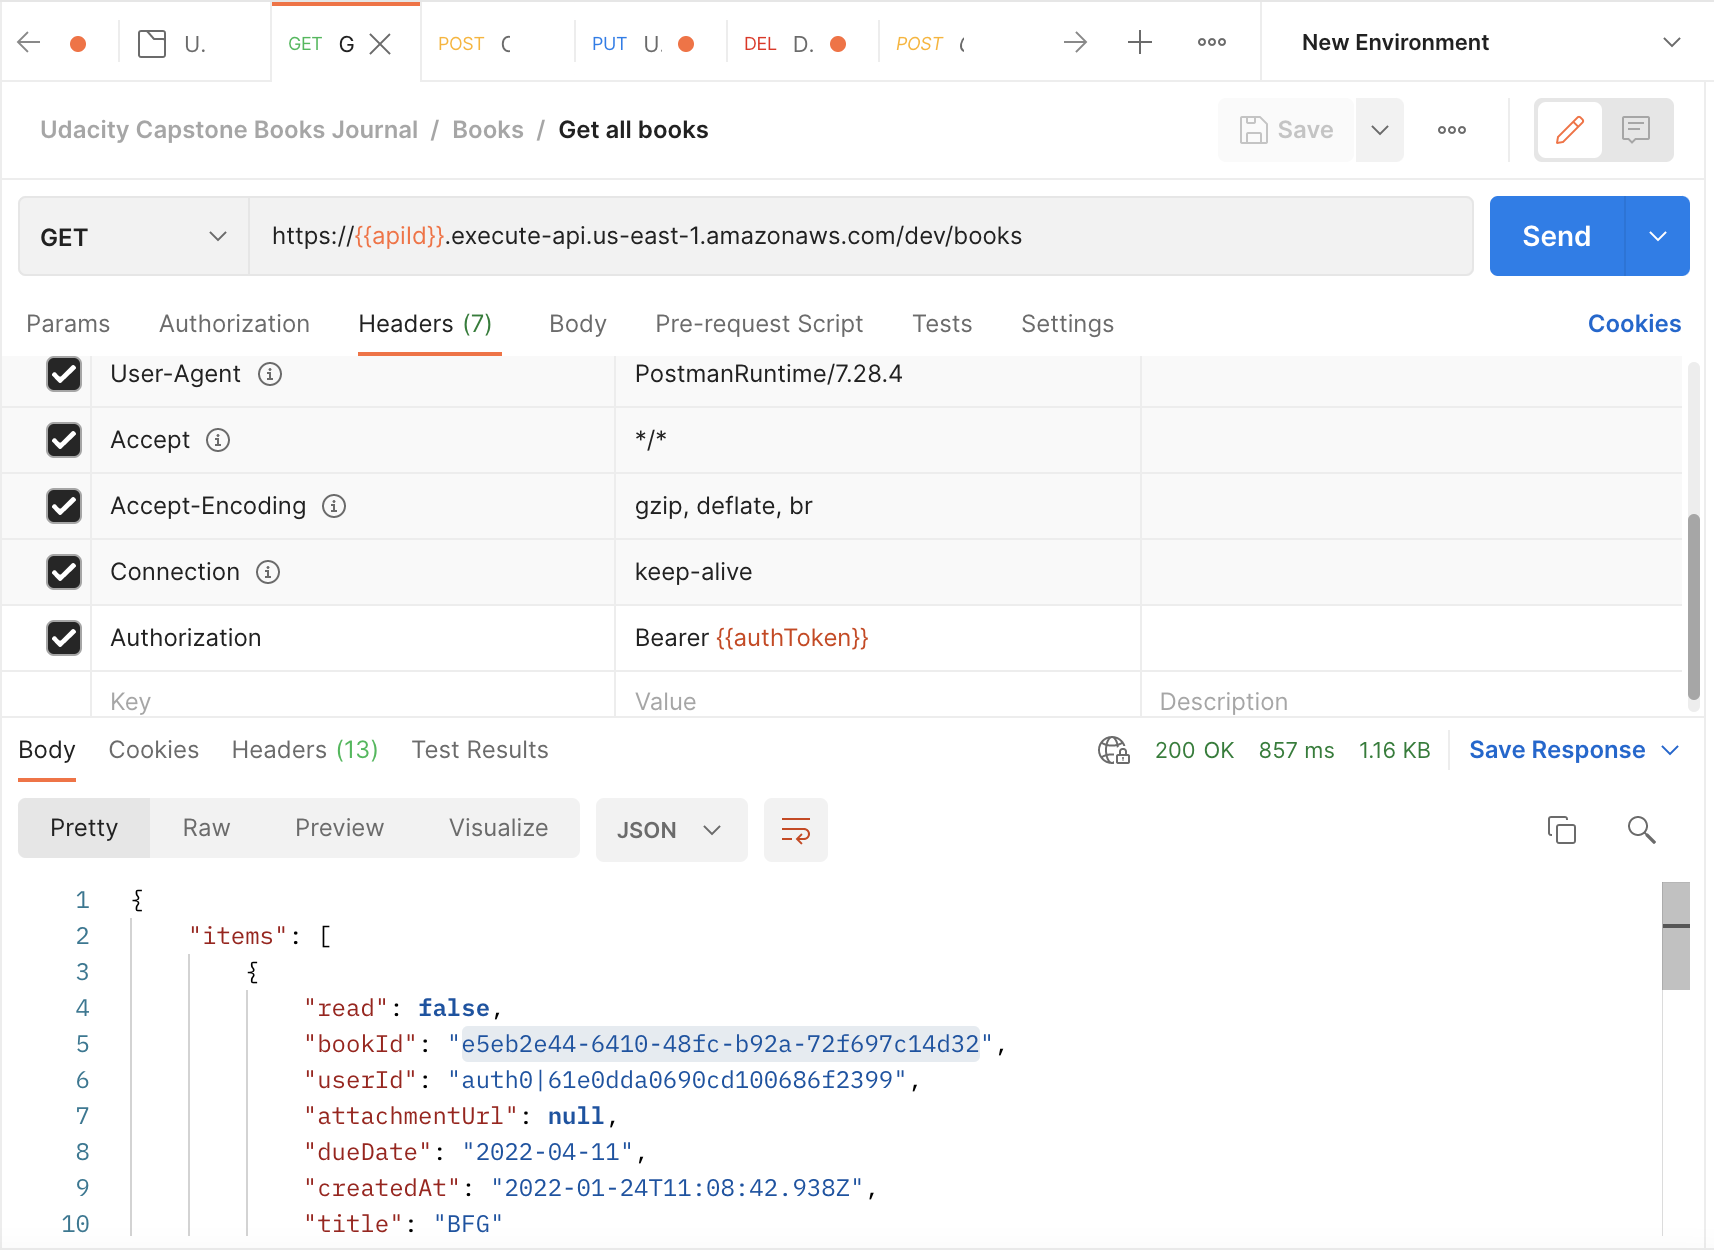 U. GET G POST PUT U. DEL D. POST New Environment
Udacity Capstone Books Journal / Books / Get all books Save
GET https://{{apiId}}.execute-api.us-east-1.amazonaws.com/dev/books Send
Params Authorization Headers (7) Body Pre-request Script Tests Settings Cookies
User-Agent PostmanRuntime/7.28.4
Accept */*
Accept-Encoding gzip, deflate, br
Connection keep-alive
Authorization Bearer {{authToken}}
Key Value Description
Body Cookies Headers (13) Test Results 200 OK 857 ms 1.16 KB Save Response
Pretty Raw Preview Visualize JSON
1 {
2 "items": [
3 {
4 "read": false,
5 "bookId": "e5eb2e44-6410-48fc-b92a-72f697c14d32",
6 "userId": "auth0|61e0dda0690cd100686f2399",
7 "attachmentUrl": null,
8 "dueDate": "2022-04-11",
9 "createdAt": "2022-01-24T11:08:42.938Z",
10 "title": "BFG"